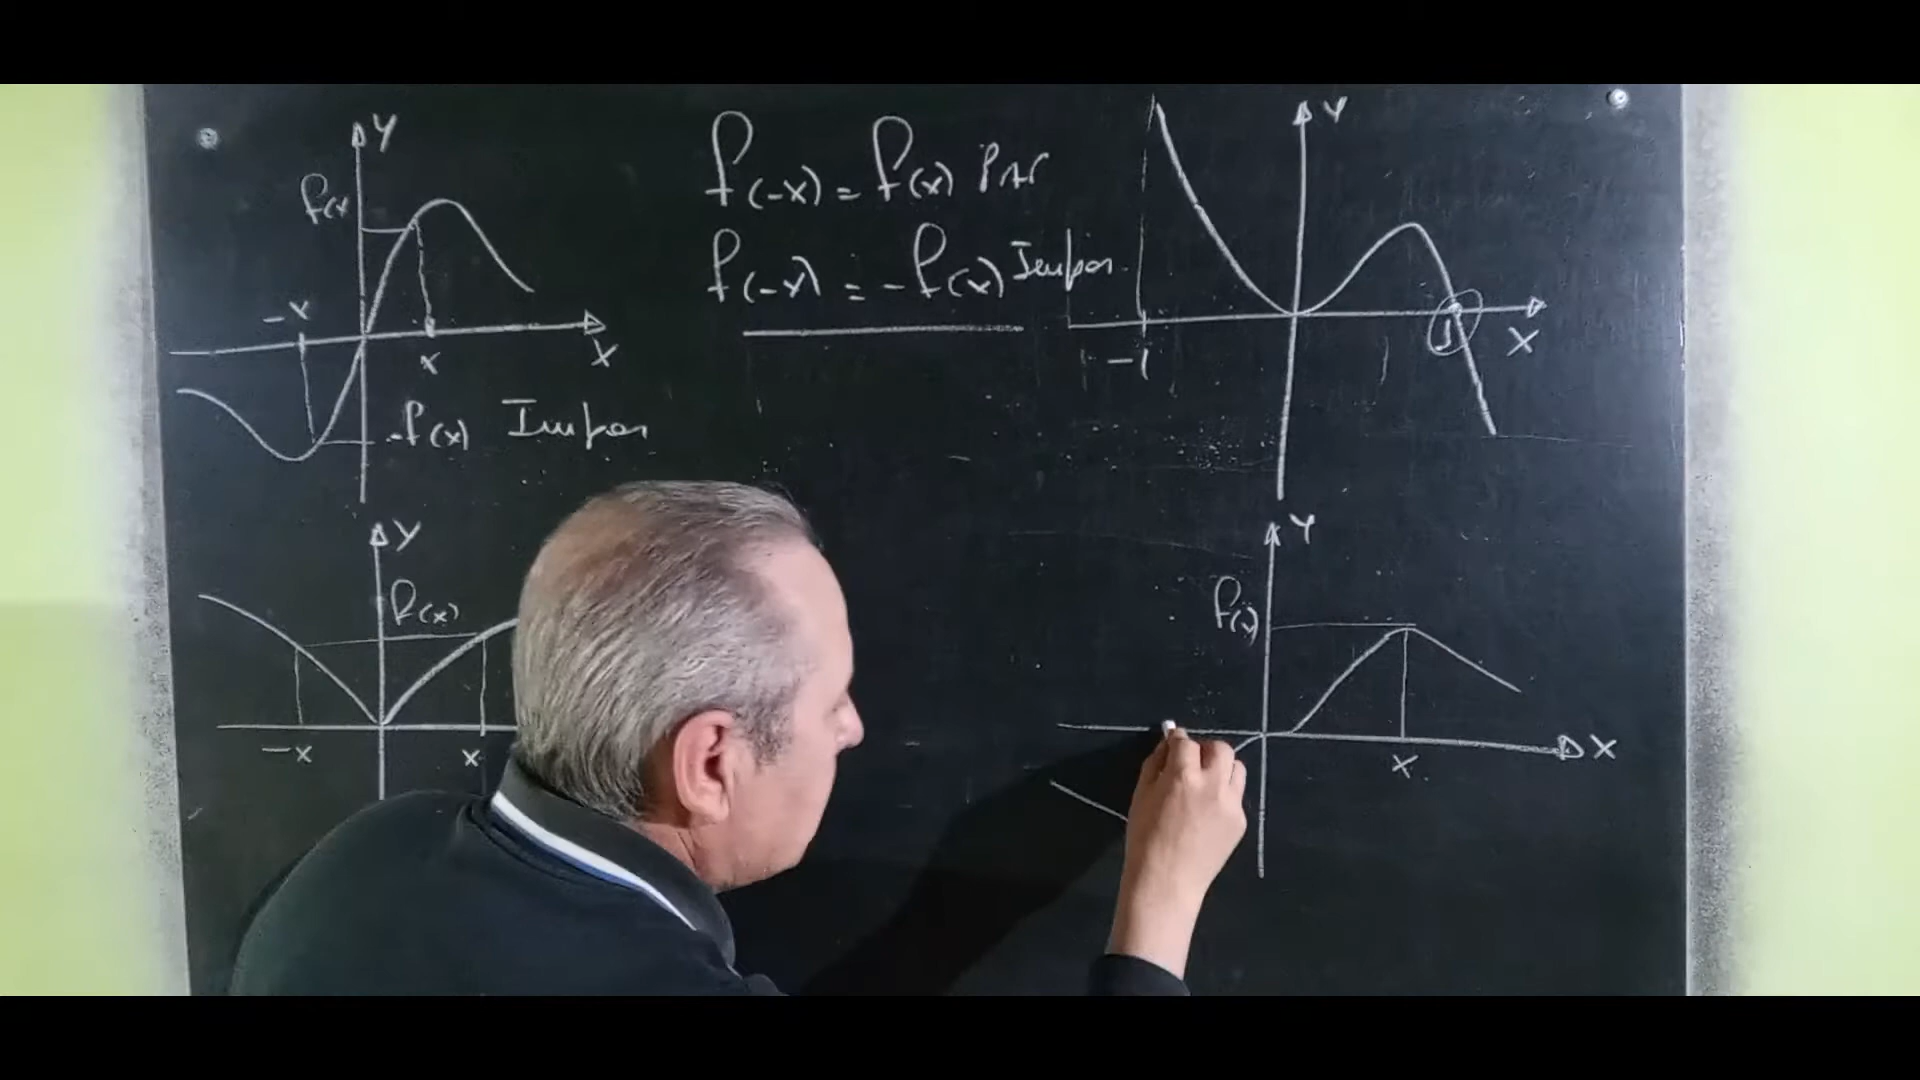 Y
f(x)
-x
x
X
-f(x) Impar
f(-x) = f(x) Par
f(-x) = -f(x) Impar
Y
-1
1
X
Y
f(x)
-x
x
Y
f(x)
x
X